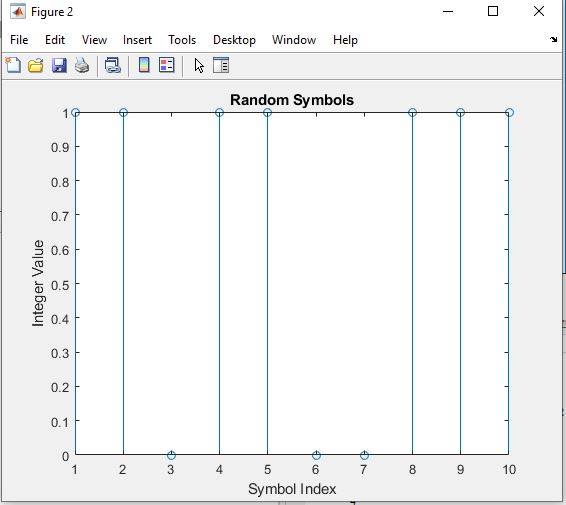 Figure 2
File Edit View Insert Tools Desktop Window Help
Random Symbols
1
0.9
0.8
0.7
0.6
0.5
0.4
0.3
0.2
0.1
0
Integer Value
1 2 3 4 5 6 7 8 9 10
Symbol Index